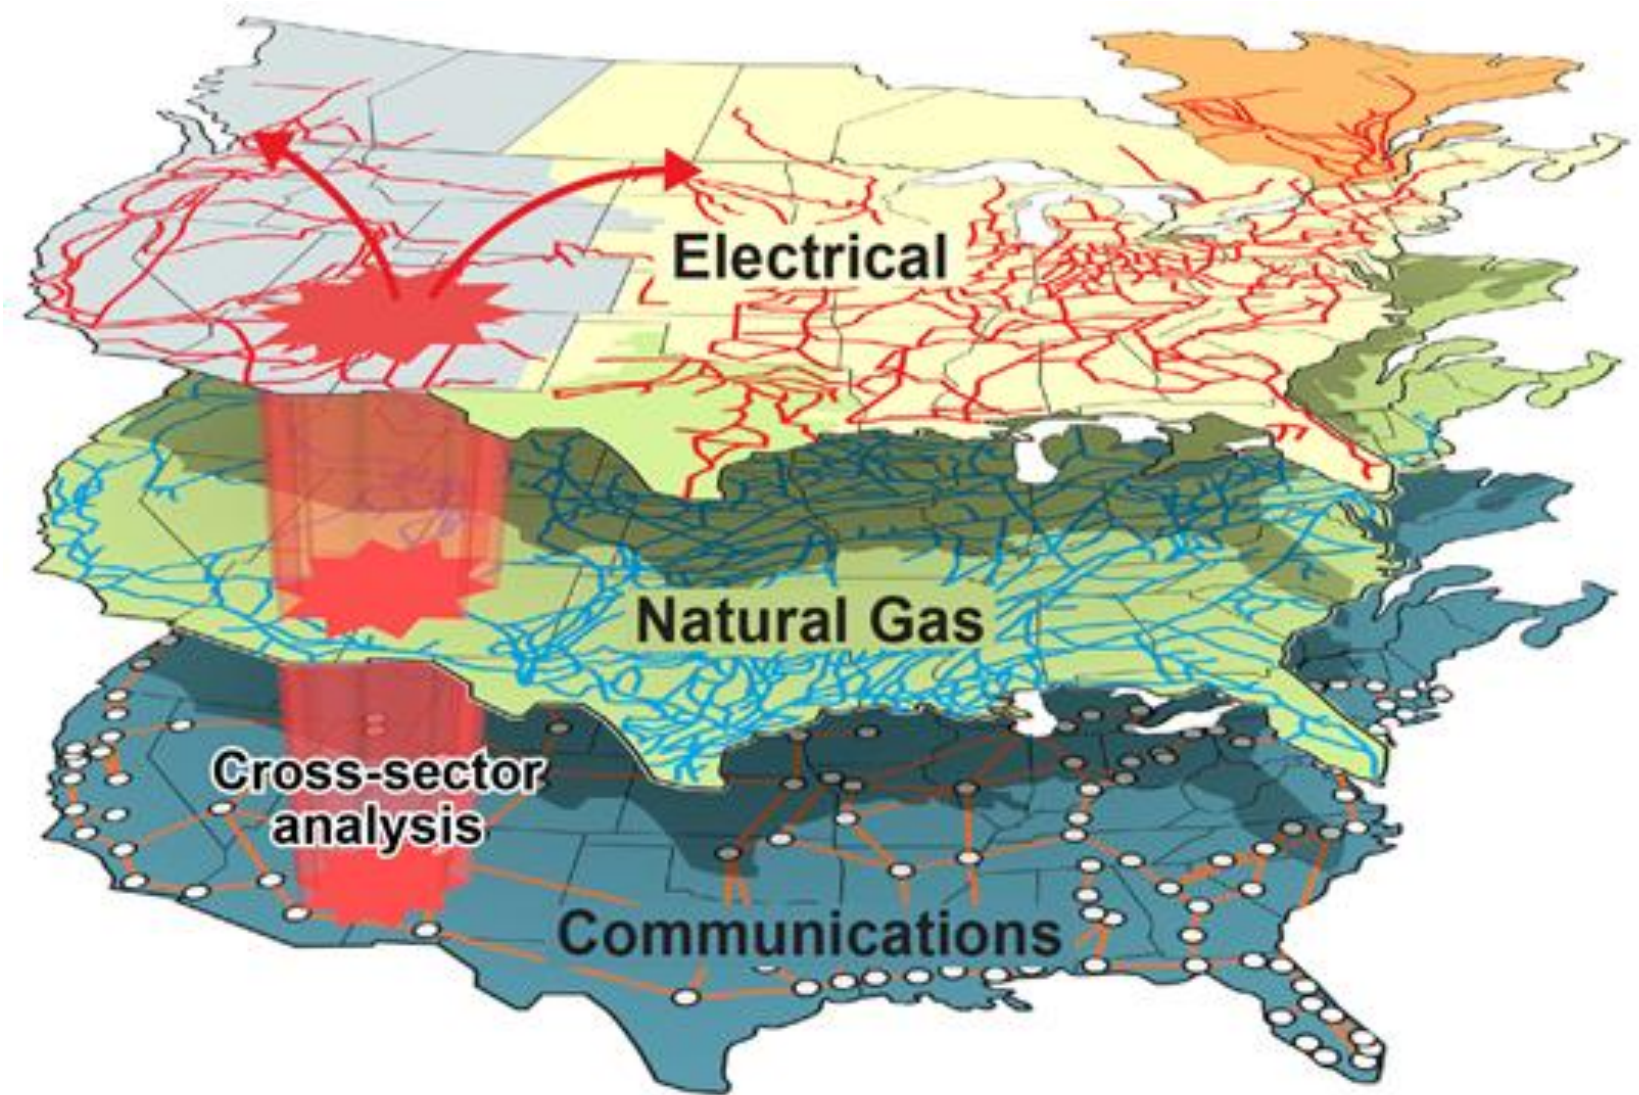 Electrical
Natural Gas
Cross-sector
analysis
Communications